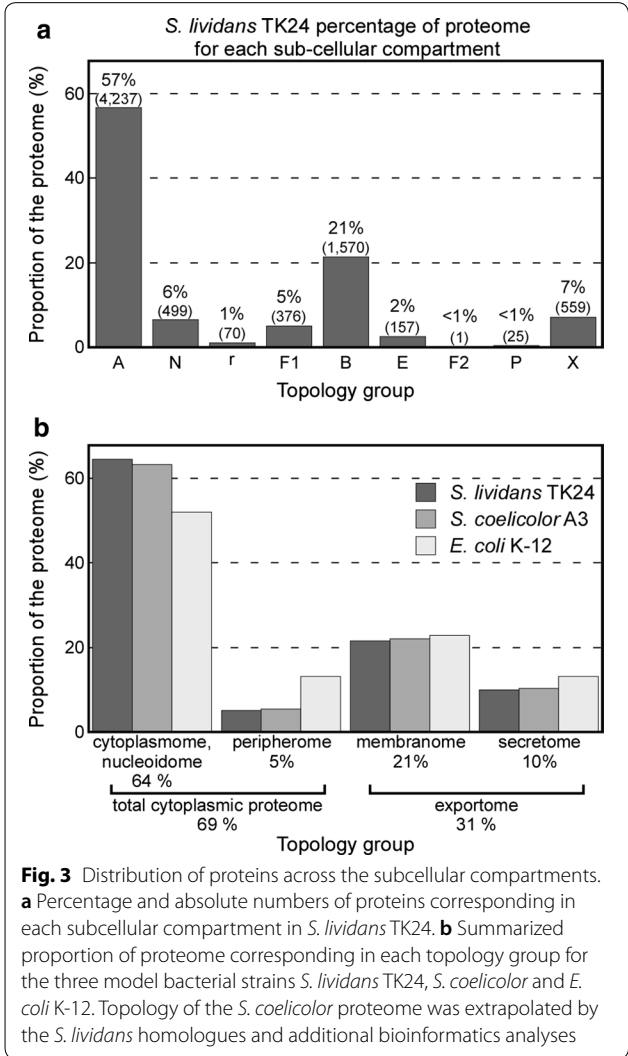 a
S. lividans TK24 percentage of proteome
for each sub-cellular compartment
Proportion of the proteome (%)
60
40
20
0
57%
(4,237)
6%
(499)
1%
(70)
5%
(376)
21%
(1,570)
2%
(157)
<1%
(1)
<1%
(25)
7%
(559)
A N r F1 B E F2 P X
Topology group
b
Proportion of the proteome (%)
60
40
20
0
S. lividans TK24
S. coelicolor A3
E. coli K-12
cytoplasmome,
nucleoidome
64 %
peripherome
5%
membranome
21%
secretome
10%
total cytoplasmic proteome
69 %
exportome
31 %
Topology group
Fig. 3 Distribution of proteins across the subcellular compartments.
a Percentage and absolute numbers of proteins corresponding in
each subcellular compartment in S. lividans TK24. b Summarized
proportion of proteome corresponding in each topology group for
the three model bacterial strains S. lividans TK24, S. coelicolor and E.
coli K-12. Topology of the S. coelicolor proteome was extrapolated by
the S. lividans homologues and additional bioinformatics analyses